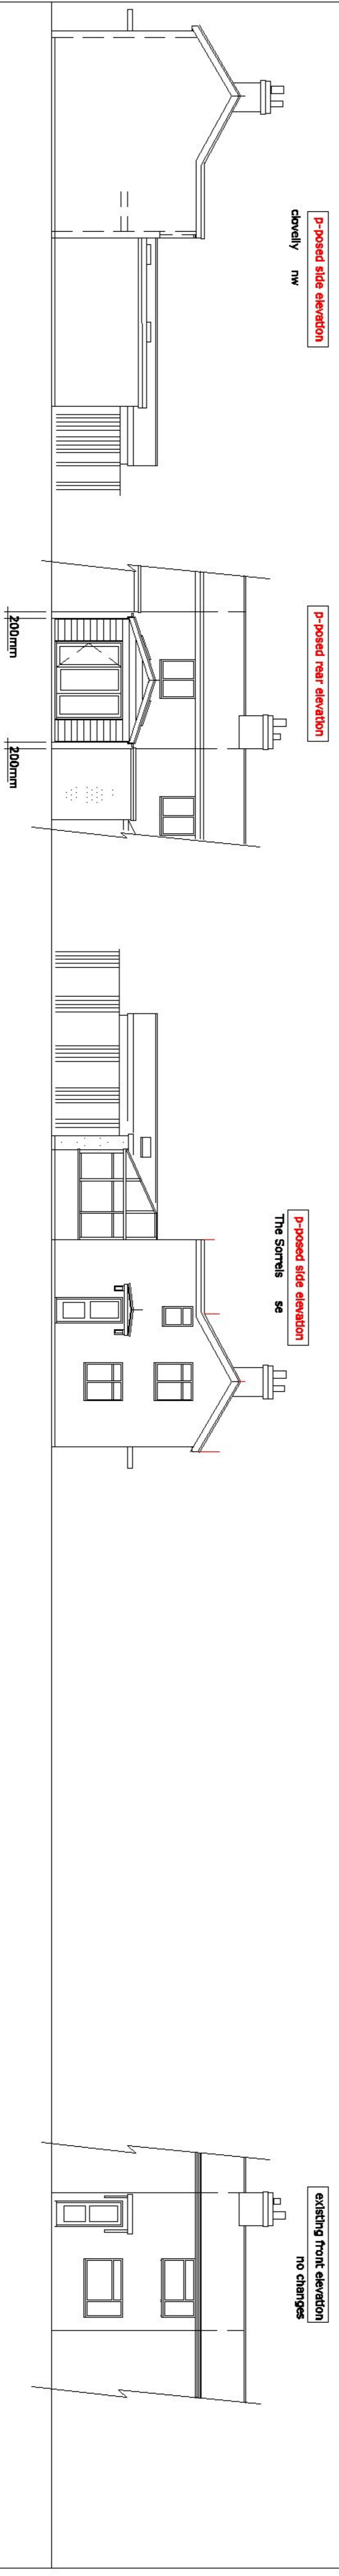 p-posed side elevation
clovelly nw
p-posed rear elevation
200mm
200mm
p-posed side elevation
The Sorrels se
existing front elevation
no changes